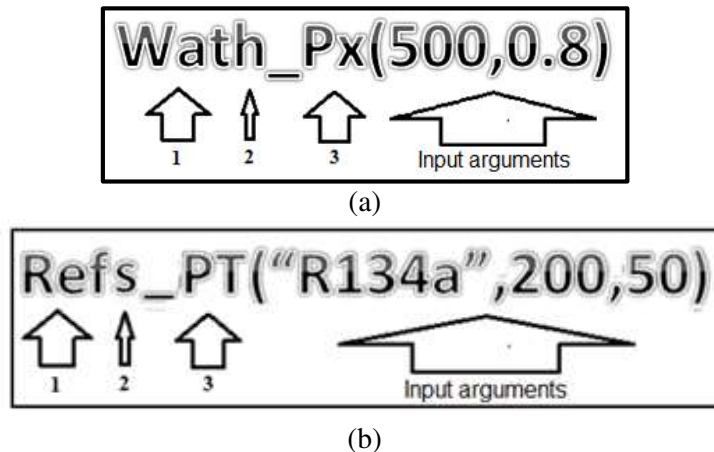 Wath_Px(500,0.8)
1 2 3 Input arguments
(a)
Refs_PT(“R134a”,200,50)
1 2 3 Input arguments
(b)